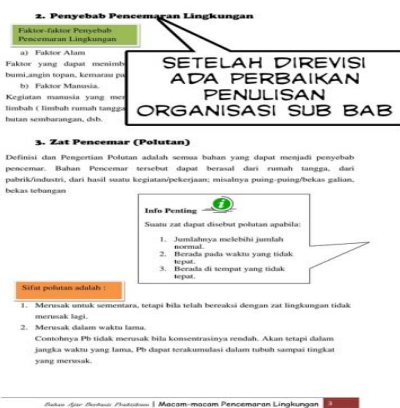 2. Penyebab Pencemaran Lingkungan
Faktor-faktor Penyebab
Pencemaran Lingkungan
SETELAH DIREVISI
ADA PERBAIKAN
PENULISAN
ORGANISASI SUB BAB
a) Faktor Alam
Faktor yang dapat menimb
bumi,angin topan, kemarau pa
b) Faktor Manusia.
Kegiatan manusia yang mer
limbah ( limbah rumah tangga
hutan sembarangan, dsb.
3. Zat Pencemar (Polutan)
Definisi dan Pengertian Polutan adalah semua bahan yang dapat menjadi penyebab
pencemar. Bahan Pencemar tersebut dapat berasal dari rumah tangga, dari
pabrik/industri, dari hasil suatu kegiatan/pekerjaan; misalnya puing-puing/bekas galian,
bekas tebangan
Info Penting
Suatu zat dapat disebut polutan apabila:
1. Jumlahnya melebihi jumlah
normal.
2. Berada pada waktu yang tidak
tepat.
3. Berada di tempat yang tidak
tepat.
Sifat polutan adalah :
1. Merusak untuk sementara, tetapi bila telah bereaksi dengan zat lingkungan tidak
merusak lagi.
2. Merusak dalam waktu lama.
Contohnya Pb tidak merusak bila konsentrasinya rendah. Akan tetapi dalam
jangka waktu yang lama, Pb dapat terakumulasi dalam tubuh sampai tingkat
yang merusak.
Bahan Ajar Berbasis Praktikum | Macam-macam Pencemaran Lingkungan 3